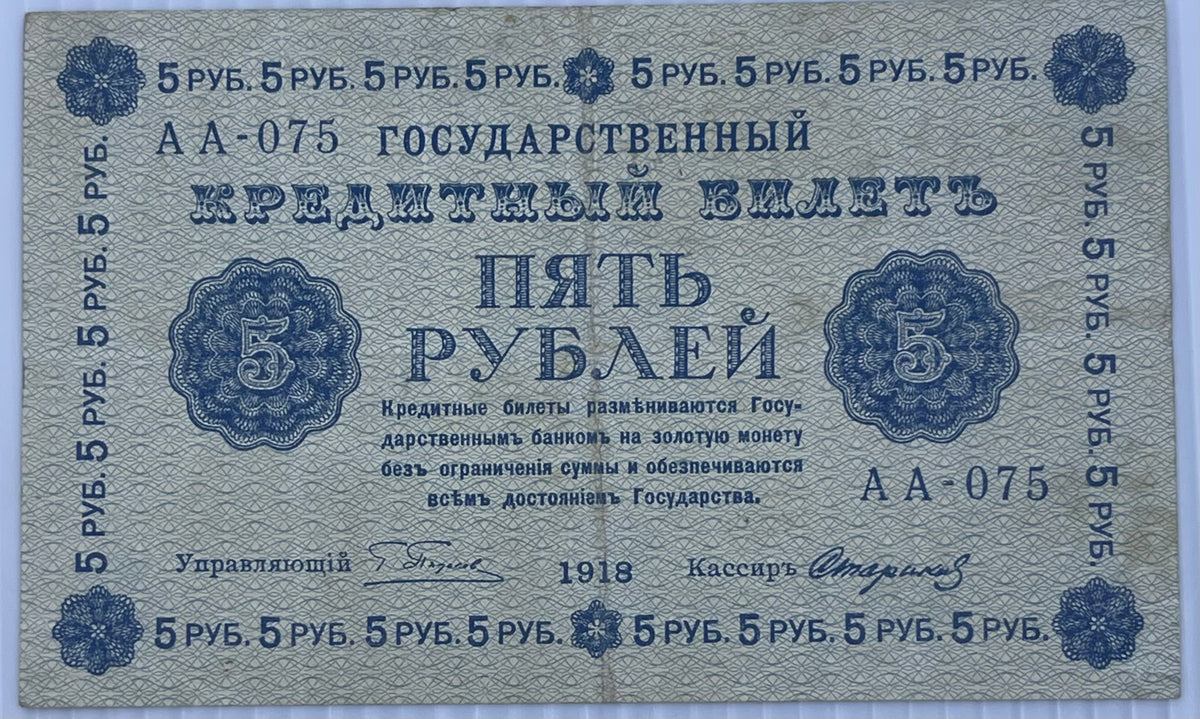 5 РУБ. 5 РУБ. 5 РУБ. 5 РУБ. 5 РУБ. 5 РУБ. 5 РУБ. 5 РУБ.
5 РУБ. 5 РУБ. 5 РУБ. 5 РУБ.
АА-075 ГОСУДАРСТВЕННЫЙ
КРЕДИТНЫЙ БИЛЕТЪ
ПЯТЬ
РУБЛЕЙ
5
5
Кредитные билеты размѣниваются Госу-
дарственнымъ банкомъ на золотую монету
безъ ограниченія суммы и обезпечиваются
всѣмъ достояніемъ Государства.
АА-075
Управляющій
1918
Кассиръ
5 РУБ. 5 РУБ. 5 РУБ. 5 РУБ.
5 РУБ. 5 РУБ. 5 РУБ. 5 РУБ. 5 РУБ. 5 РУБ. 5 РУБ. 5 РУБ.